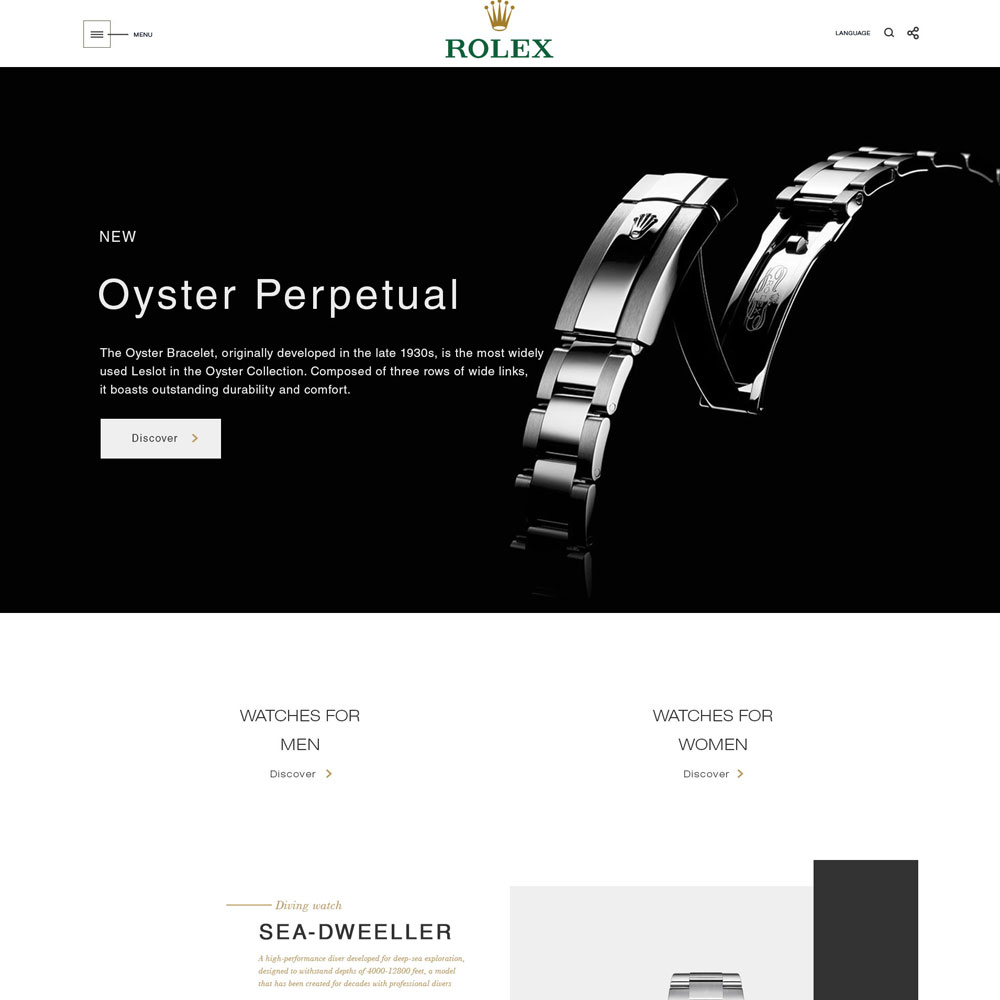 MENU
ROLEX
LANGUAGE
NEW
Oyster Perpetual
The Oyster Bracelet, originally developed in the late 1930s, is the most widely
used Leslot in the Oyster Collection. Composed of three rows of wide links,
it boasts outstanding durability and comfort.
Discover
WATCHES FOR
MEN
Discover
WATCHES FOR
WOMEN
Discover
Diving watch
SEA-DWEELLER
A high-performance diver developed for deep-sea exploration,
designed to withstand depths of 4000-12800 feet, a model
that has been created for decades with professional divers